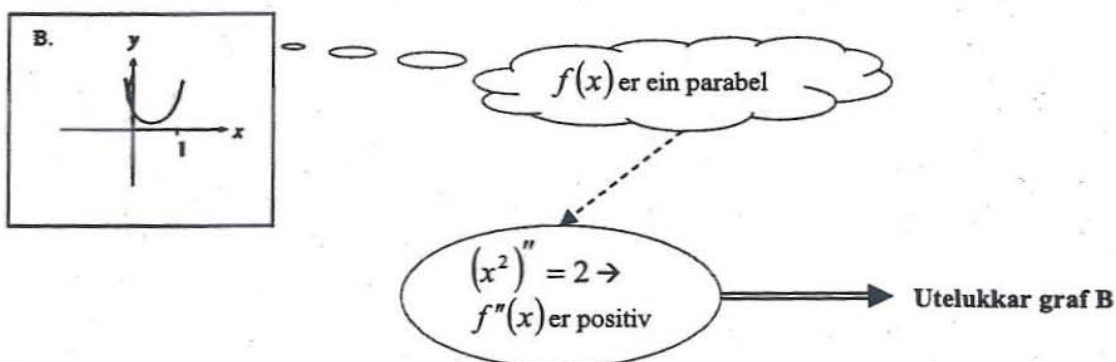 B.
y
x
1
f(x) er ein parabel
(x²)″ = 2 →
f″(x) er positiv
Utelukkar graf B